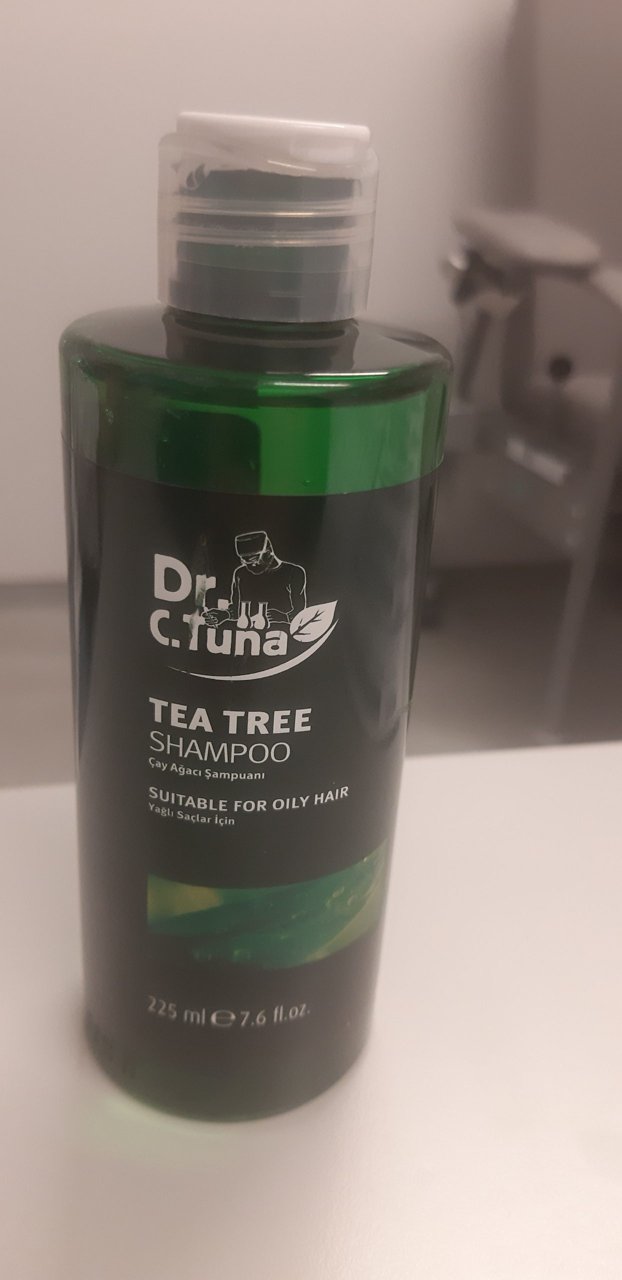 Dr.
C.Tuna
TEA TREE
SHAMPOO
Çay Ağacı Şampuanı
SUITABLE FOR OILY HAIR
Yağlı Saçlar İçin
225 ml ℮ 7.6 fl.oz.